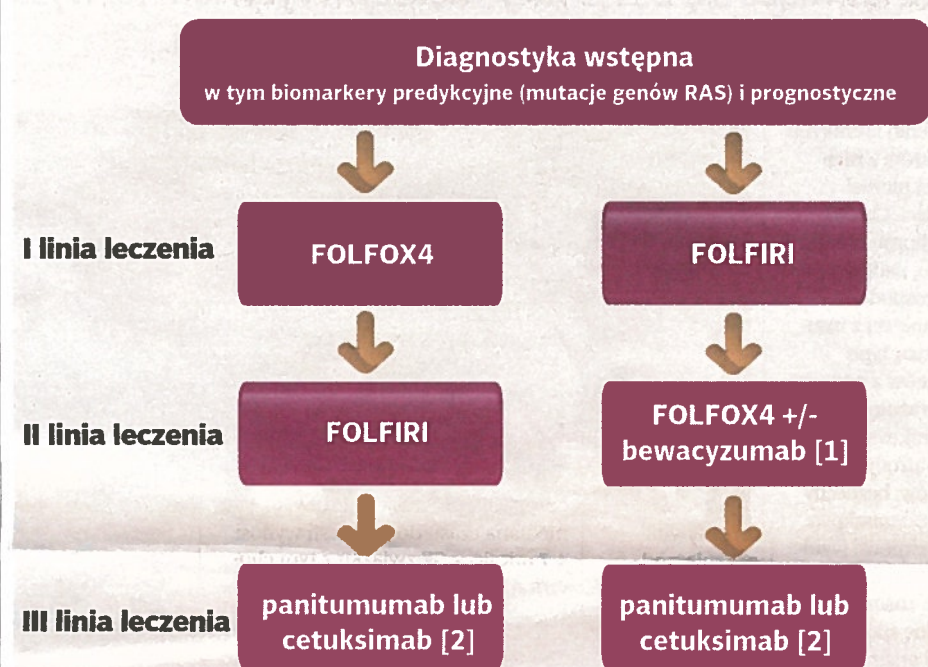 Diagnostyka wstępna
w tym biomarkery predykcyjne (mutacje genów RAS) i prognostyczne
I linia leczenia
FOLFOX4
FOLFIRI
II linia leczenia
FOLFIRI
FOLFOX4 +/-
bewacyzumab [1]
III linia leczenia
panitumumab lub
cetuksimab [2]
panitumumab lub
cetuksimab [2]